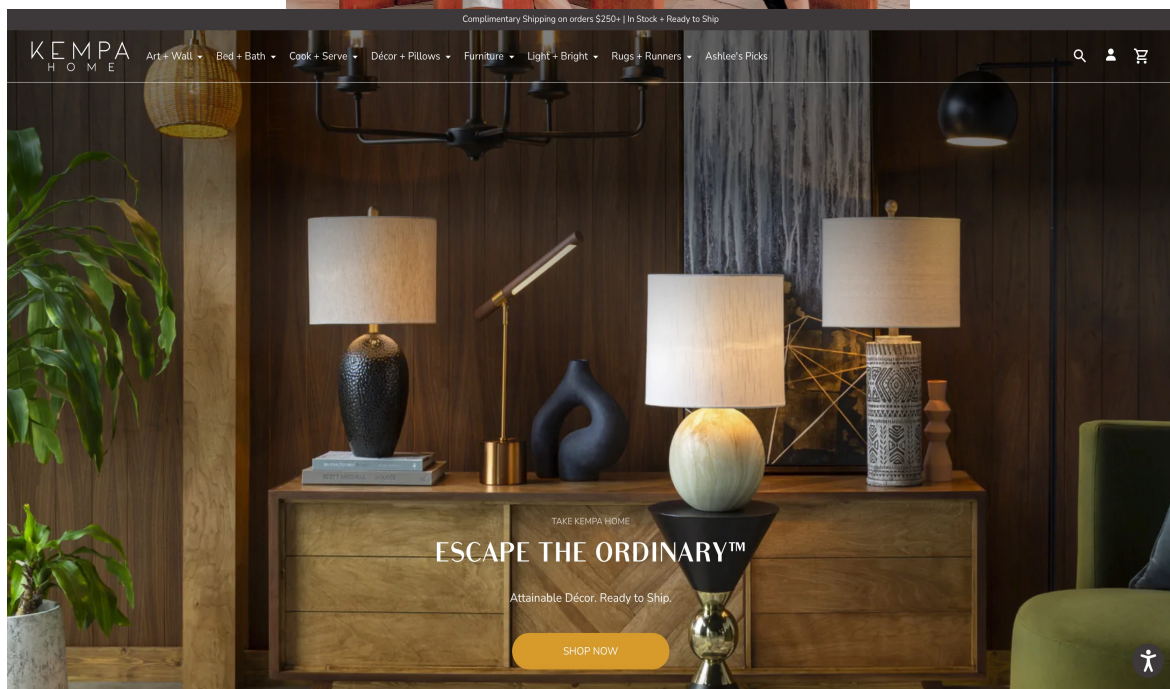 Complimentary Shipping on orders $250+ | In Stock + Ready to Ship
KEMPA
HOME
Art + Wall
Bed + Bath
Cook + Serve
Décor + Pillows
Furniture
Light + Bright
Rugs + Runners
Ashlee's Picks
TAKE KEMPA HOME
ESCAPE THE ORDINARY™
Attainable Décor. Ready to Ship.
SHOP NOW